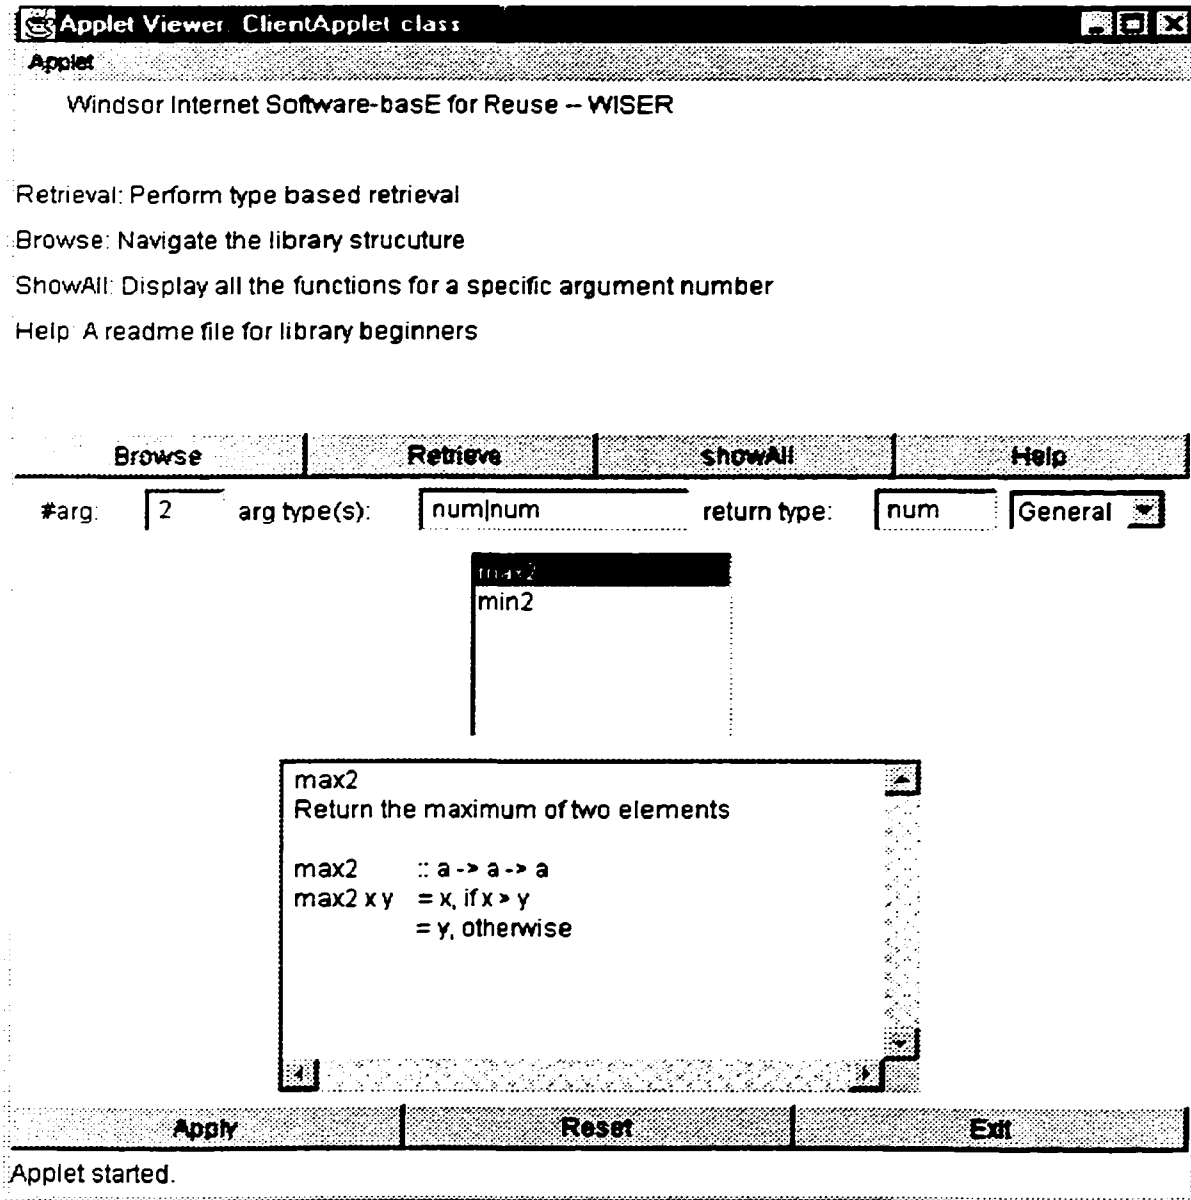 Applet Viewer: ClientApplet class
Applet
Windsor Internet Software-basE for Reuse -- WISER
Retrieval: Perform type based retrieval
Browse: Navigate the library strucuture
ShowAll: Display all the functions for a specific argument number
Help: A readme file for library beginners
Browse Retrieve showAll Help
#arg: 2 arg type(s): num|num return type: num General
max2
min2
max2
Return the maximum of two elements
max2 :: a -> a -> a
max2 x y = x, if x > y
= y, otherwise
Apply Reset Exit
Applet started.